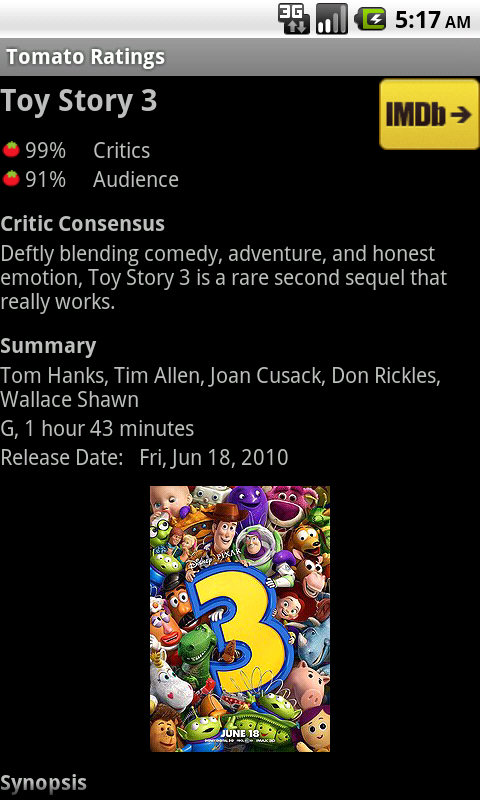 3G 5:17 AM
Tomato Ratings
Toy Story 3
IMDb
99% Critics
91% Audience
Critic Consensus
Deftly blending comedy, adventure, and honest
emotion, Toy Story 3 is a rare second sequel that
really works.
Summary
Tom Hanks, Tim Allen, Joan Cusack, Don Rickles,
Wallace Shawn
G, 1 hour 43 minutes
Release Date: Fri, Jun 18, 2010
Disney · PIXAR
3
JUNE 18
Synopsis